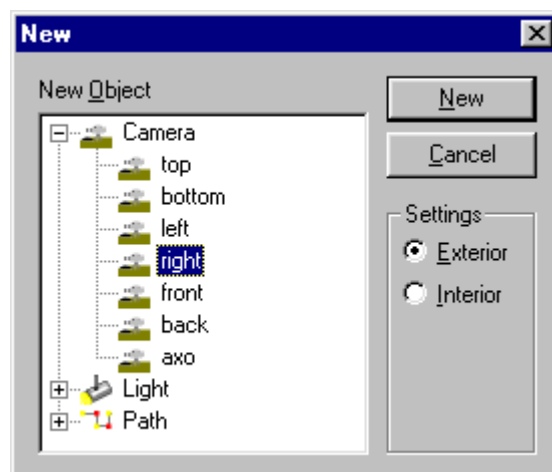 New
New Object
Camera
top
bottom
left
right
front
back
axo
Light
Path
New
Cancel
Settings
Exterior
Interior